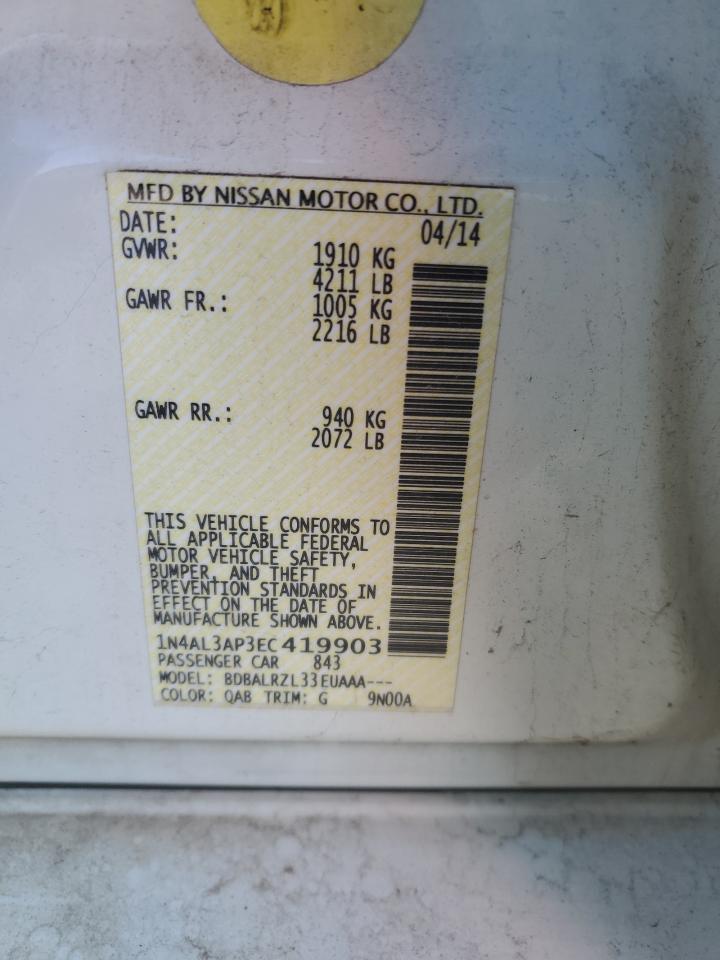 MFD BY NISSAN MOTOR CO., LTD.
DATE: 04/14
GVWR: 1910 KG
4211 LB
GAWR FR.: 1005 KG
2216 LB
GAWR RR.: 940 KG
2072 LB
THIS VEHICLE CONFORMS TO
ALL APPLICABLE FEDERAL
MOTOR VEHICLE SAFETY,
BUMPER, AND THEFT
PREVENTION STANDARDS IN
EFFECT ON THE DATE OF
MANUFACTURE SHOWN ABOVE.
1N4AL3AP3EC419903
PASSENGER CAR 843
MODEL: BDBALRZL33EUAAA---
COLOR: QAB TRIM: G 9N00A